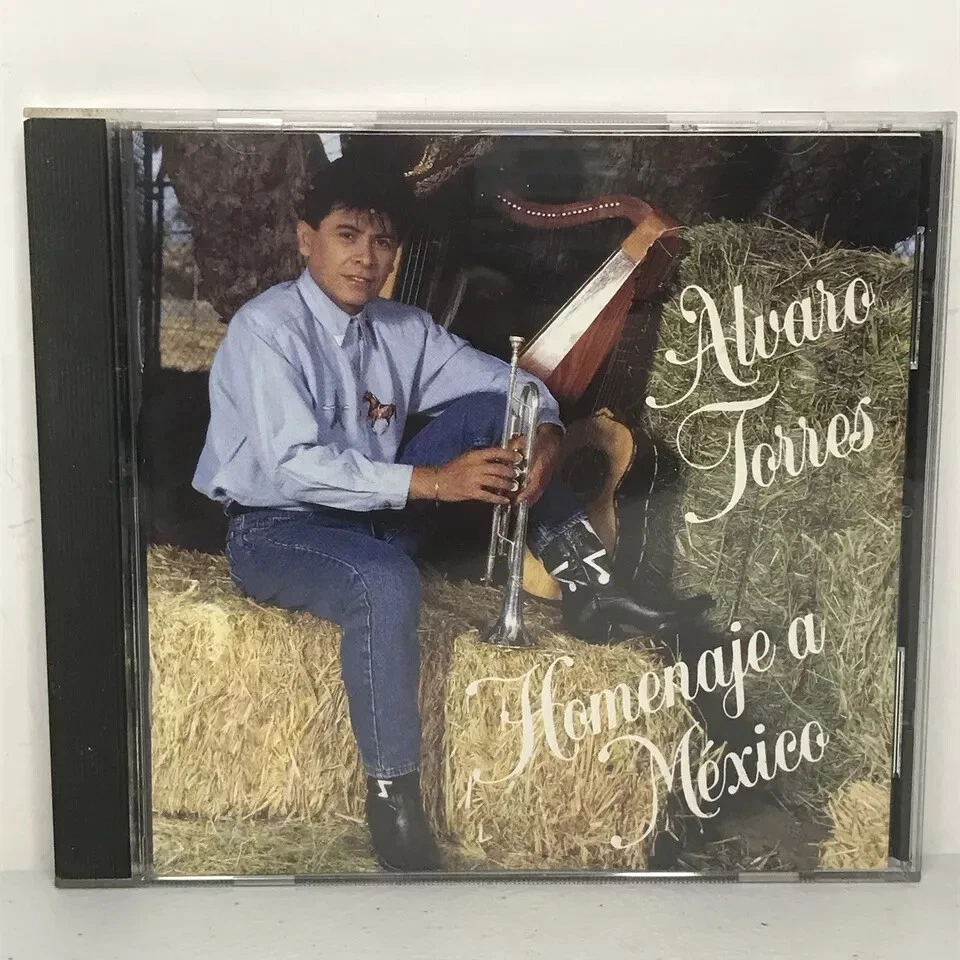 Alvaro
Torres
Homenaje a
México